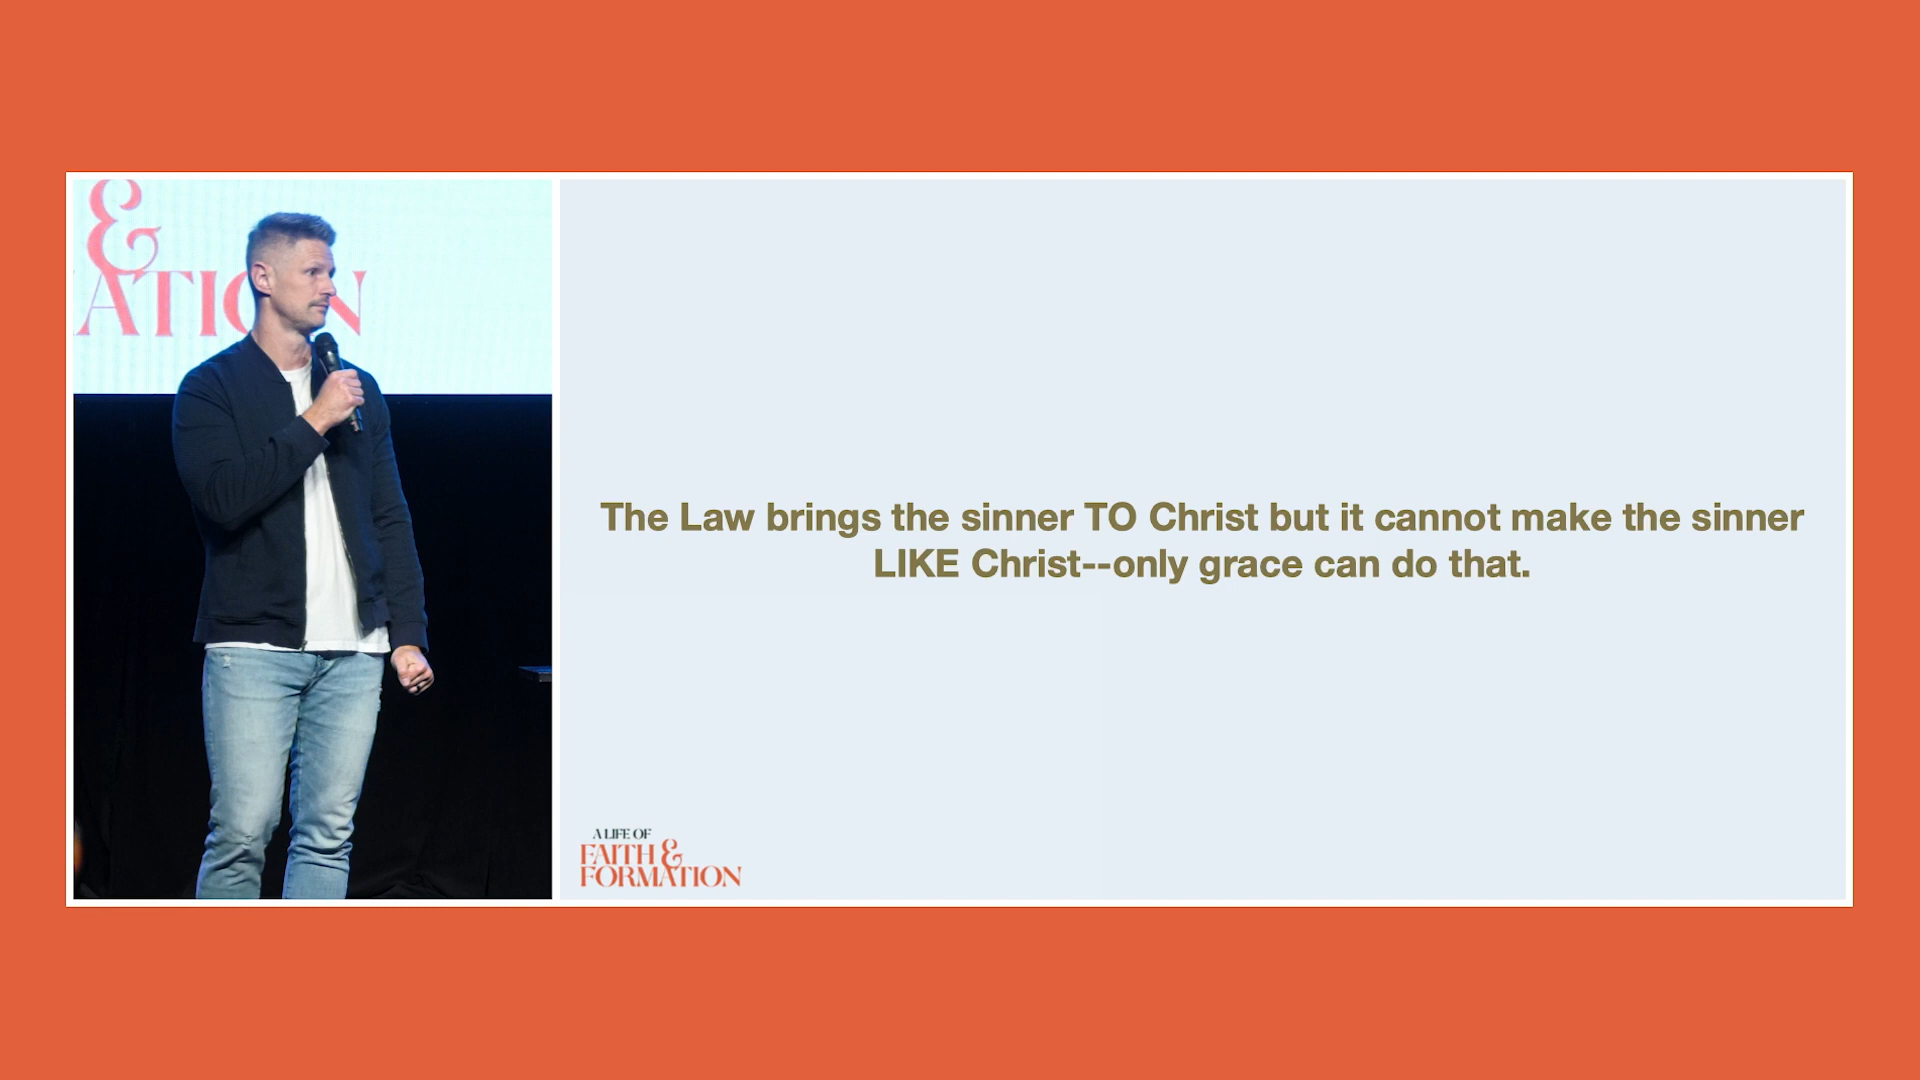 &
ATION
The Law brings the sinner TO Christ but it cannot make the sinner
LIKE Christ--only grace can do that.
A LIFE OF
FAITH &
FORMATION